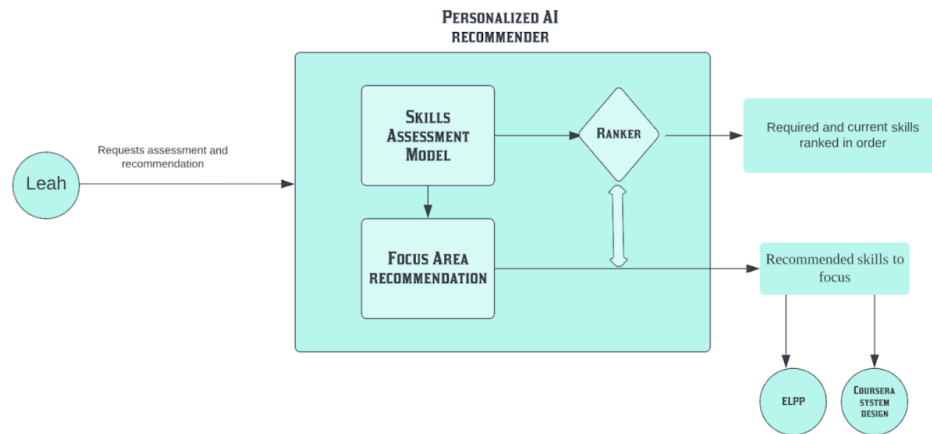 Personalized AI
recommender
Requests assessment and
recommendation
Leah
Skills
Assessment
Model
Ranker
Required and current skills
ranked in order
Focus Area
recommendation
Recommended skills to
focus
ELPP
Coursera
system
design